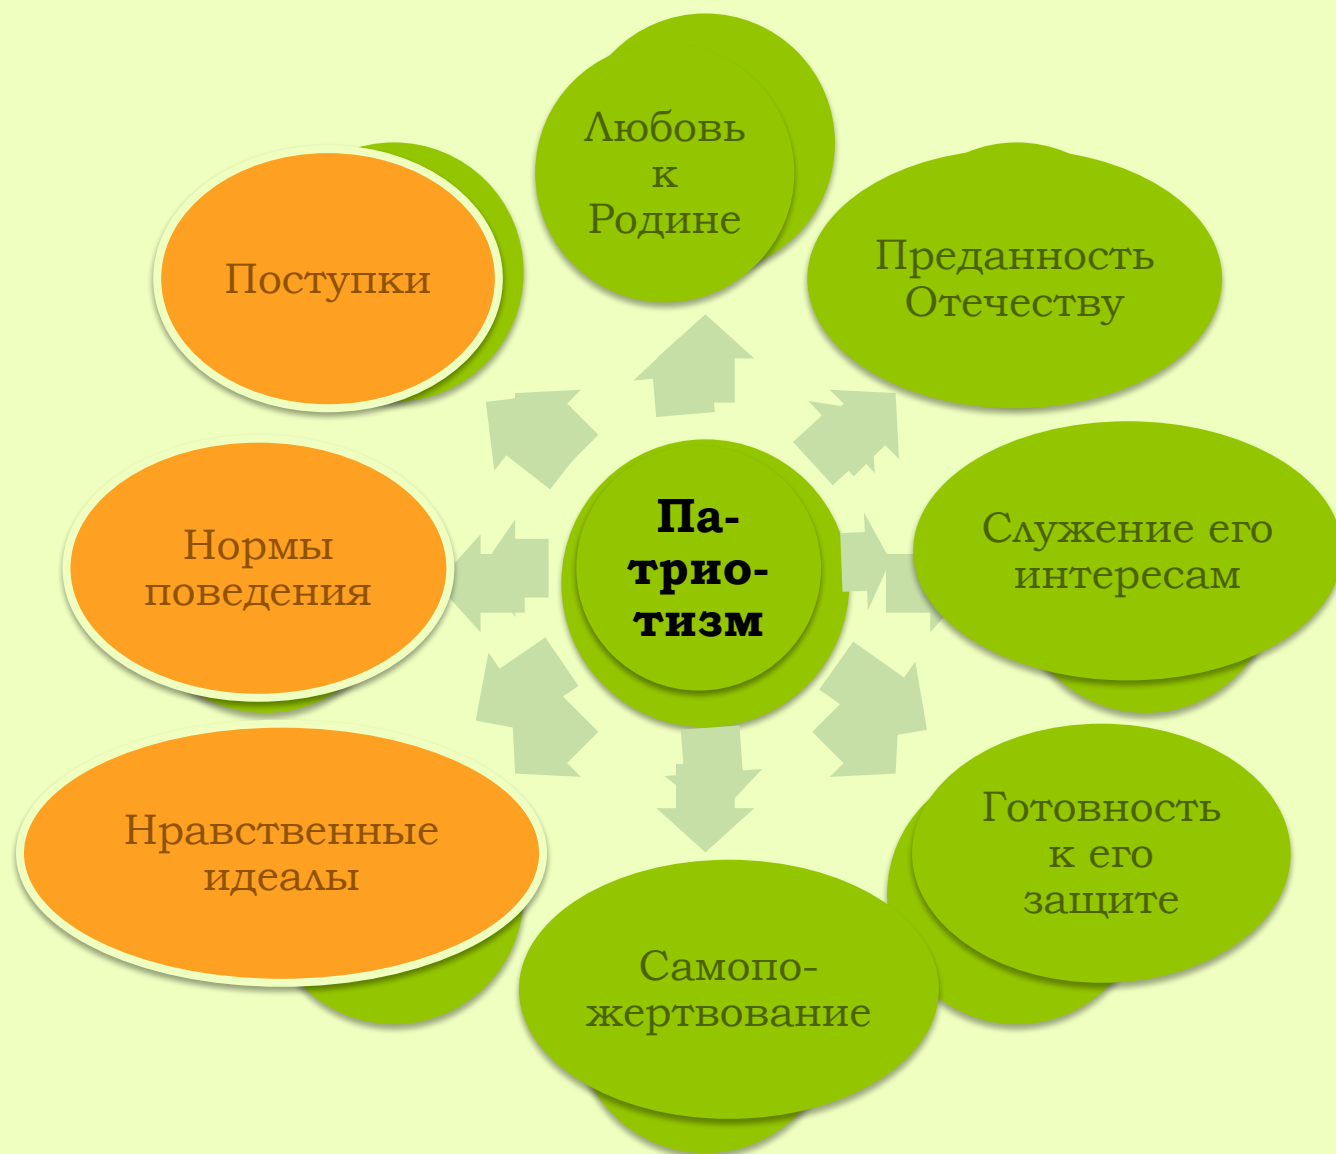 Любовь
к
Родине
Преданность
Отечеству
Служение его
интересам
Готовность
к его
защите
Самопо-
жертвование
Нравственные
идеалы
Нормы
поведения
Поступки
Па-
трио-
тизм